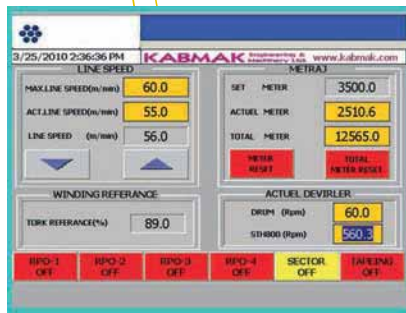 3/25/2010 2:36:36 PM KABMAK www.kabmak.com
LINE SPEED
MAX.LINE SPEED(m/min) 60.0
ACT.LINE SPEED(m/min) 55.0
LINE SPEED (m/min) 56.0
METRAJ
SET METER 3500.0
ACTUEL METER 2510.6
TOTAL METER 12565.0
METER RESET
TOTAL METER RESET
WINDING REFERANCE
TORK REFERANCE(%) 89.0
ACTUEL DEVIRLER
DRUM (Rpm) 60.0
STH800 (Rpm) 560.3
RPO-1 OFF
RPO-2 OFF
RPO-3 OFF
RPO-4 OFF
SECTOR OFF
TAPEING OFF